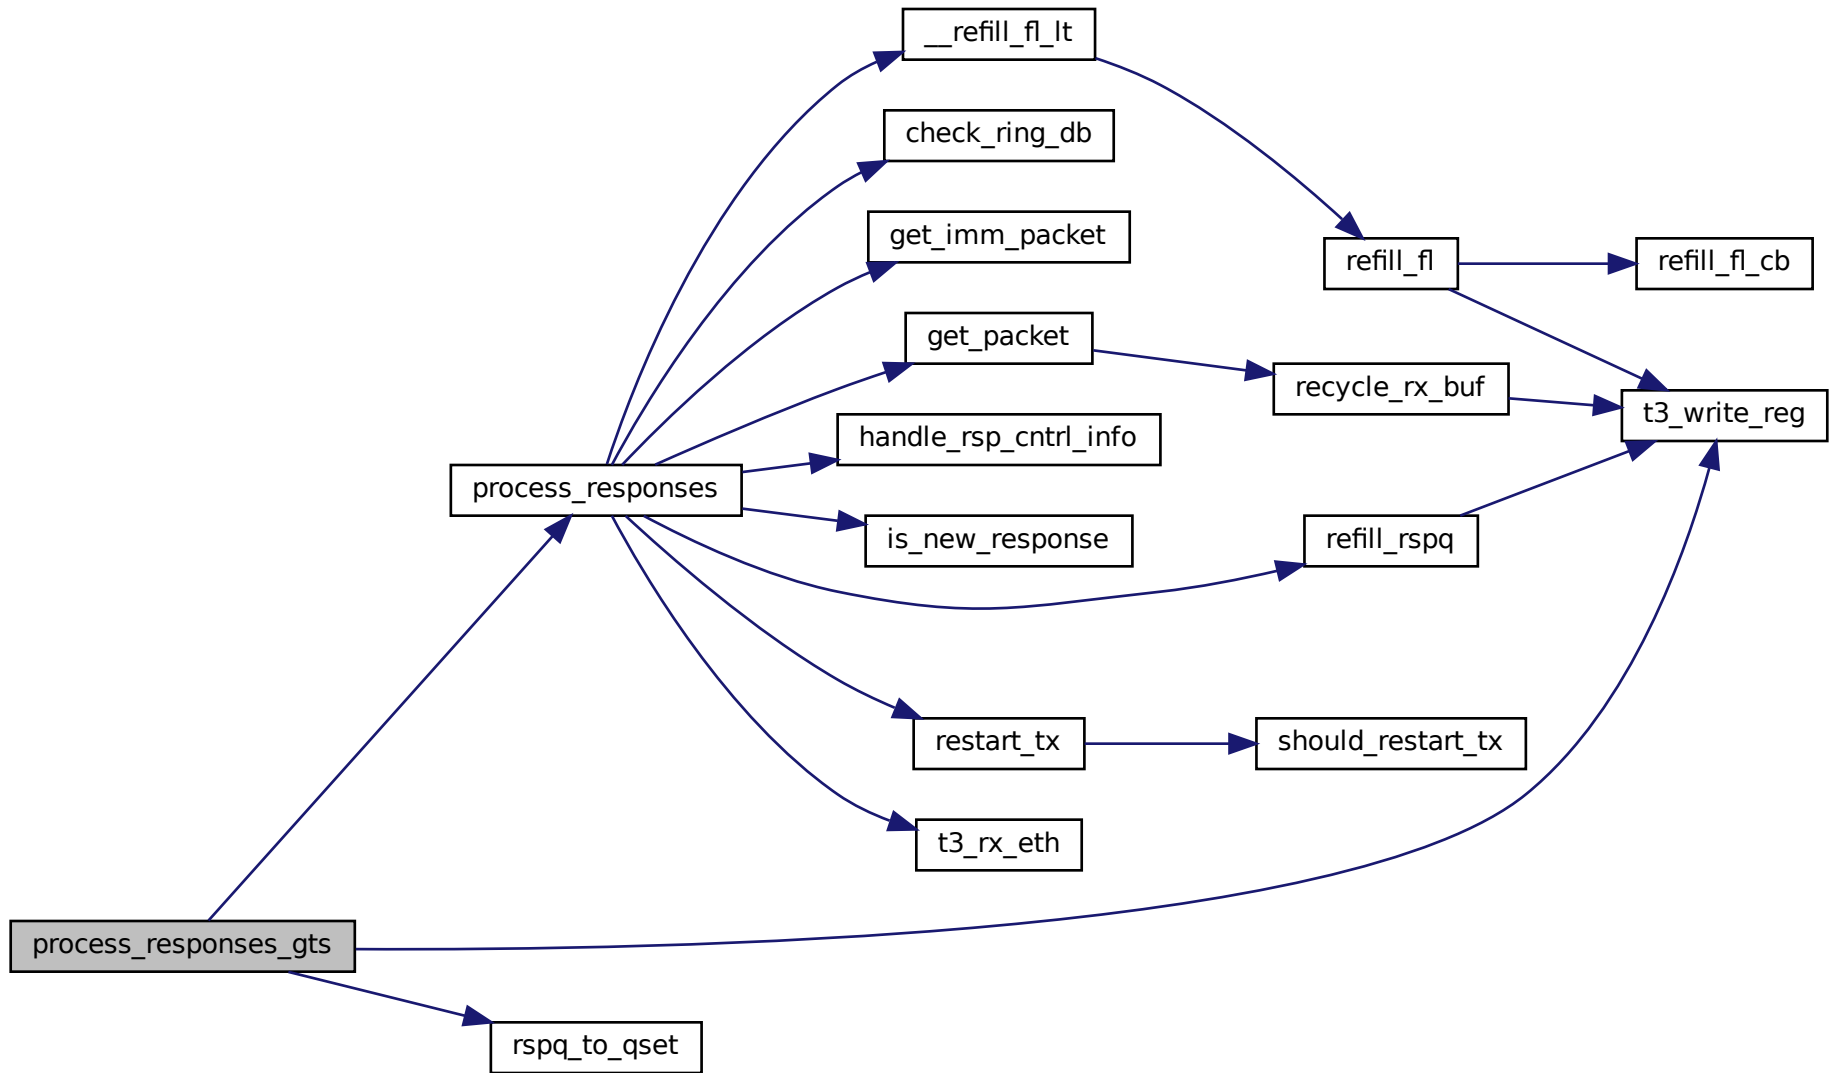 __refill_fl_lt
check_ring_db
get_imm_packet
refill_fl
refill_fl_cb
get_packet
recycle_rx_buf
t3_write_reg
handle_rsp_cntrl_info
process_responses
is_new_response
refill_rspq
restart_tx
should_restart_tx
t3_rx_eth
process_responses_gts
rspq_to_qset